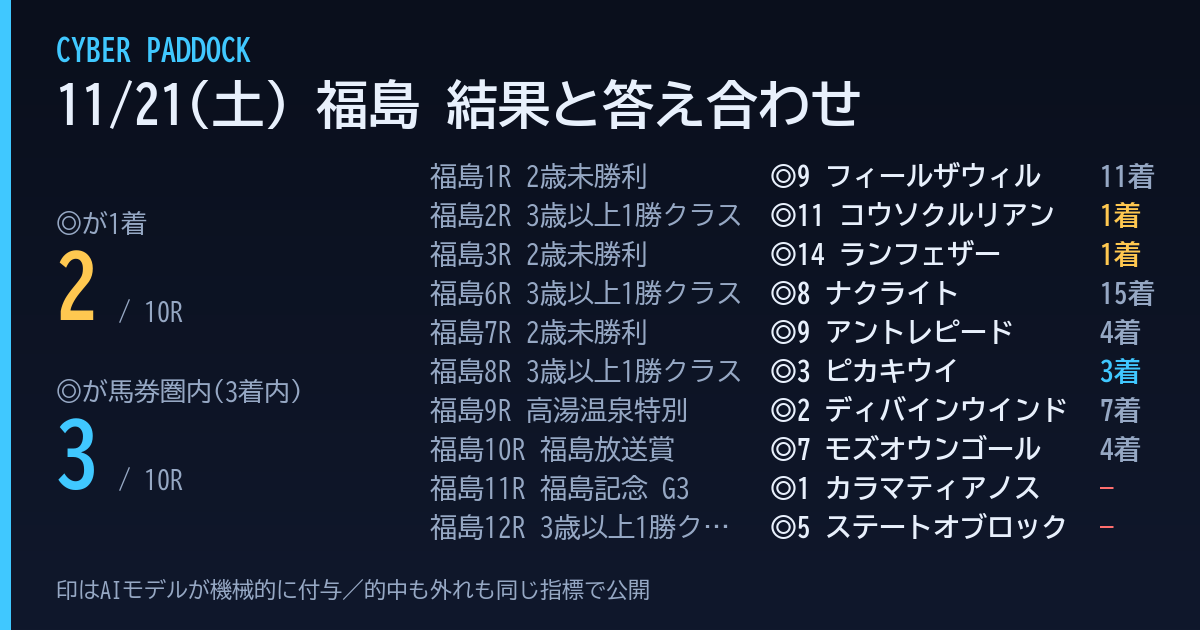 CYBER PADDOCK
11/21(土) 福島 結果と答え合わせ
◎が1着
2 / 10R
◎が馬券圏内(3着内)
3 / 10R
福島1R 2歳未勝利 ◎9 フィールザウィル 11着
福島2R 3歳以上1勝クラス ◎11 コウソクルリアン 1着
福島3R 2歳未勝利 ◎14 ランフェザー 1着
福島6R 3歳以上1勝クラス ◎8 ナクライト 15着
福島7R 2歳未勝利 ◎9 アントレピード 4着
福島8R 3歳以上1勝クラス ◎3 ピカキウイ 3着
福島9R 高湯温泉特別 ◎2 ディバインウインド 7着
福島10R 福島放送賞 ◎7 モズオウンゴール 4着
福島11R 福島記念 G3 ◎1 カラマティアノス −
福島12R 3歳以上1勝ク… ◎5 ステートオブロック −
印はAIモデルが機械的に付与／的中も外れも同じ指標で公開